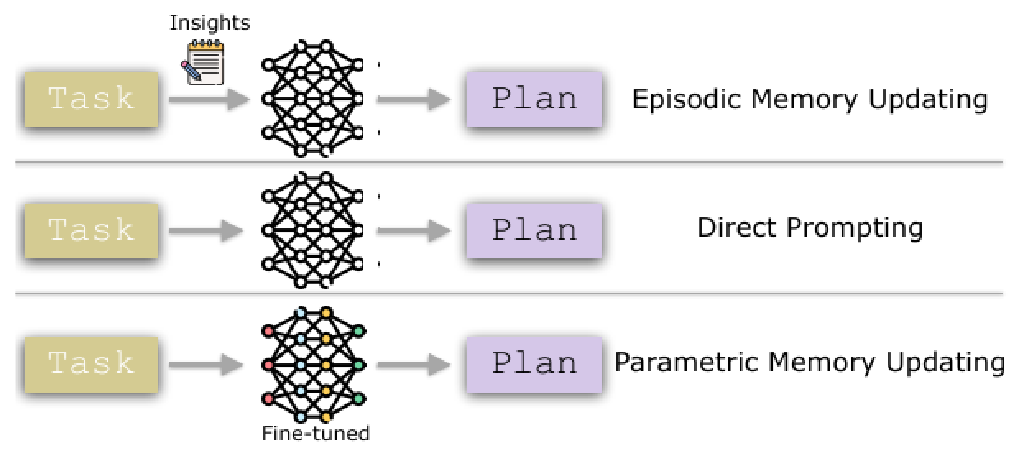 Insights
Task Plan Episodic Memory Updating
Task Plan Direct Prompting
Task Plan Parametric Memory Updating
Fine-tuned